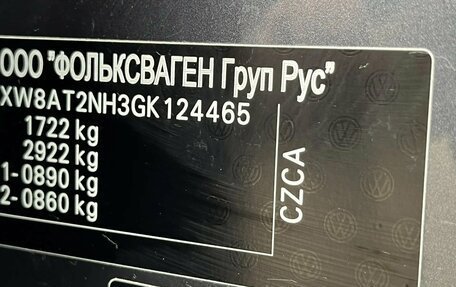 ООО "ФОЛЬКСВАГЕН Груп Рус"
XW8AT2NH3GK124465
1722 kg
2922 kg
1- 0890 kg
2- 0860 kg
CZCA